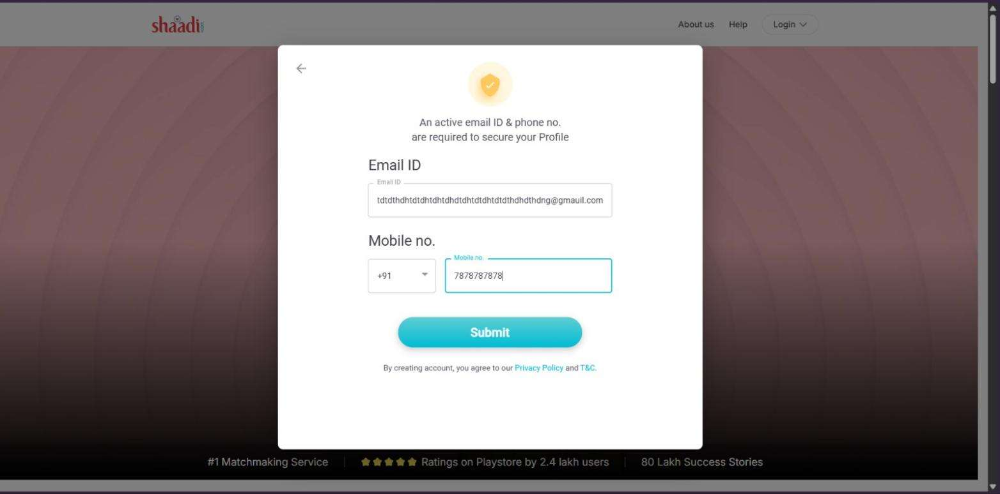 shaadi.com
About us
Help
Login
An active email ID & phone no.
are required to secure your Profile
Email ID
Email ID
tdtdthdhtdtdhtdhtdhdtdhtdtdhtdtdthdhdthdng@gmauil.com
Mobile no.
Mobile no.
+91
7878787878
Submit
By creating account, you agree to our Privacy Policy and T&C.
#1 Matchmaking Service
Ratings on Playstore by 2.4 lakh users
80 Lakh Success Stories